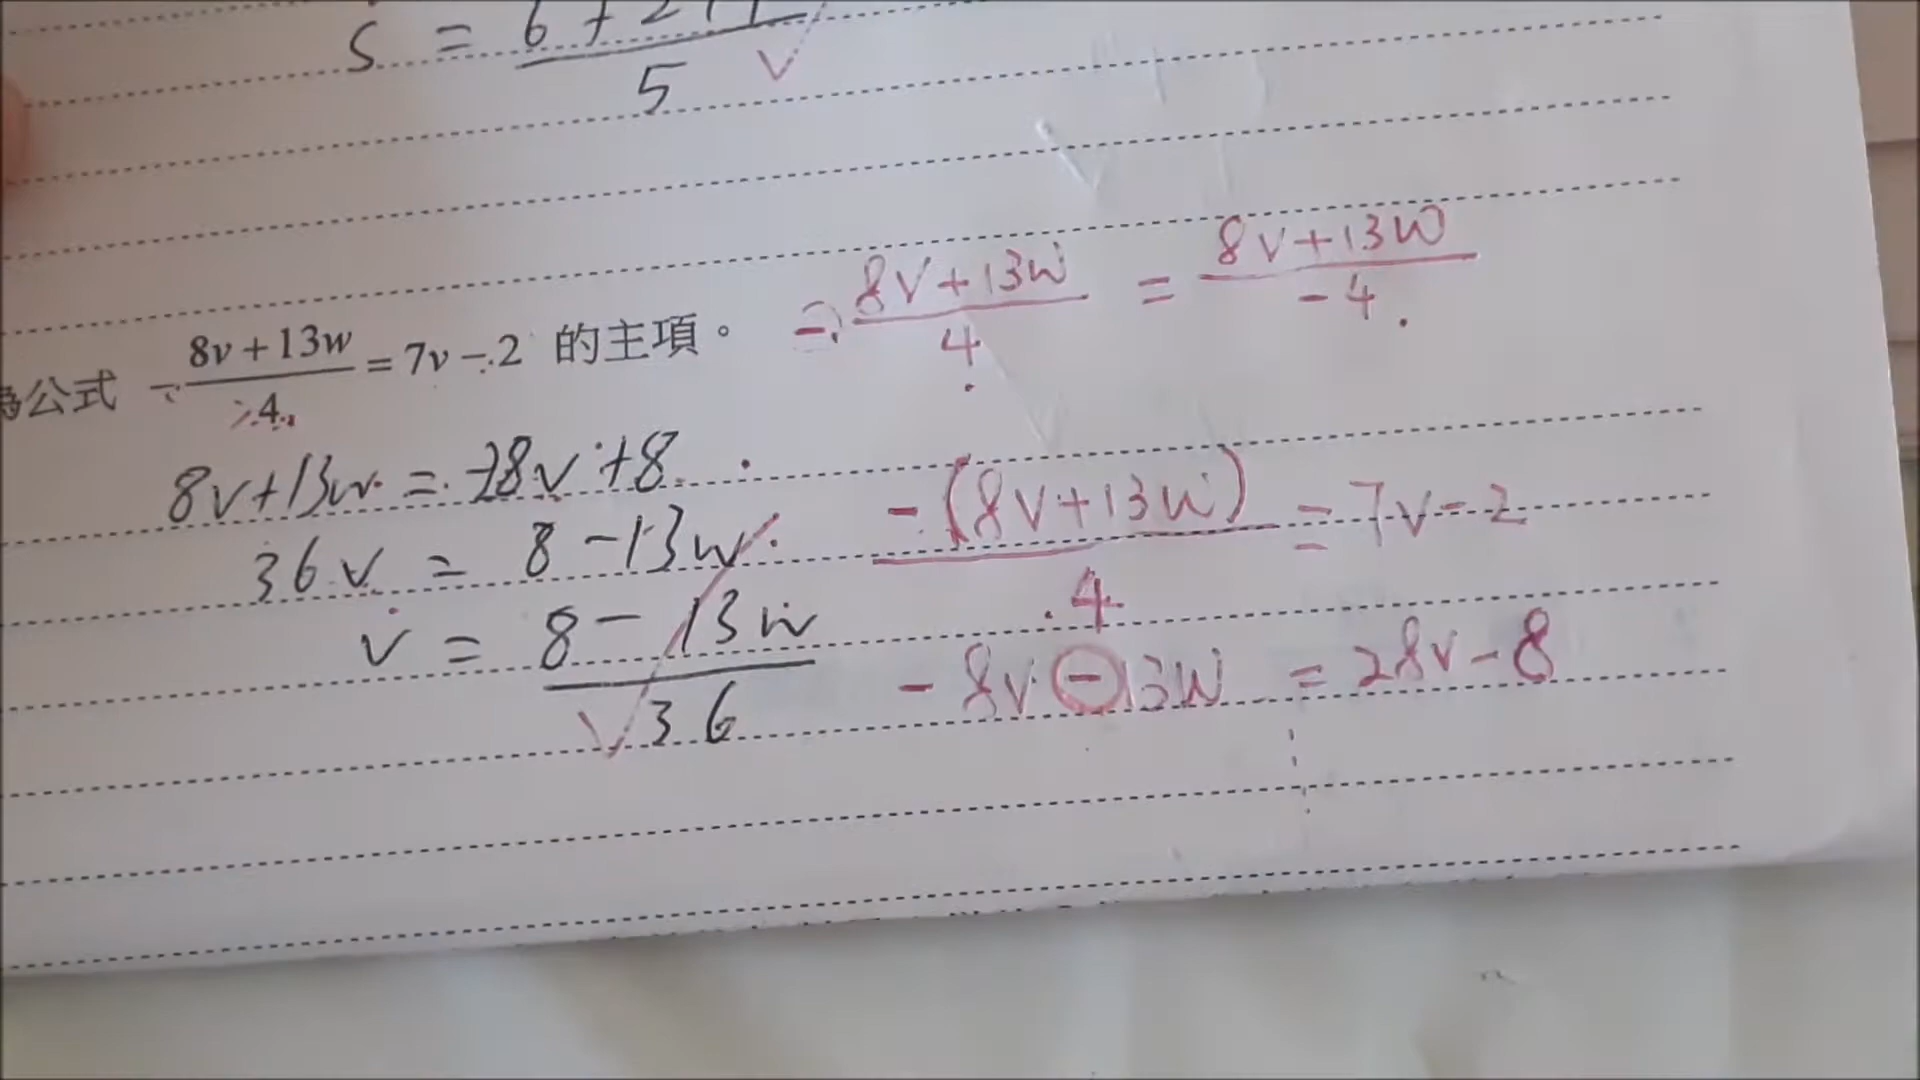 s = 6 + 2
5
為公式 - 8v + 13w / 4 = 7v - 2 的主項。
- 8v+13w / 4 = 8v+13w / -4
8v+13w = -28v+8
36v = 8-13w
v = 8-13w / 36
-(8v+13w) / 4 = 7v-2
-8v-13w = 28v-8